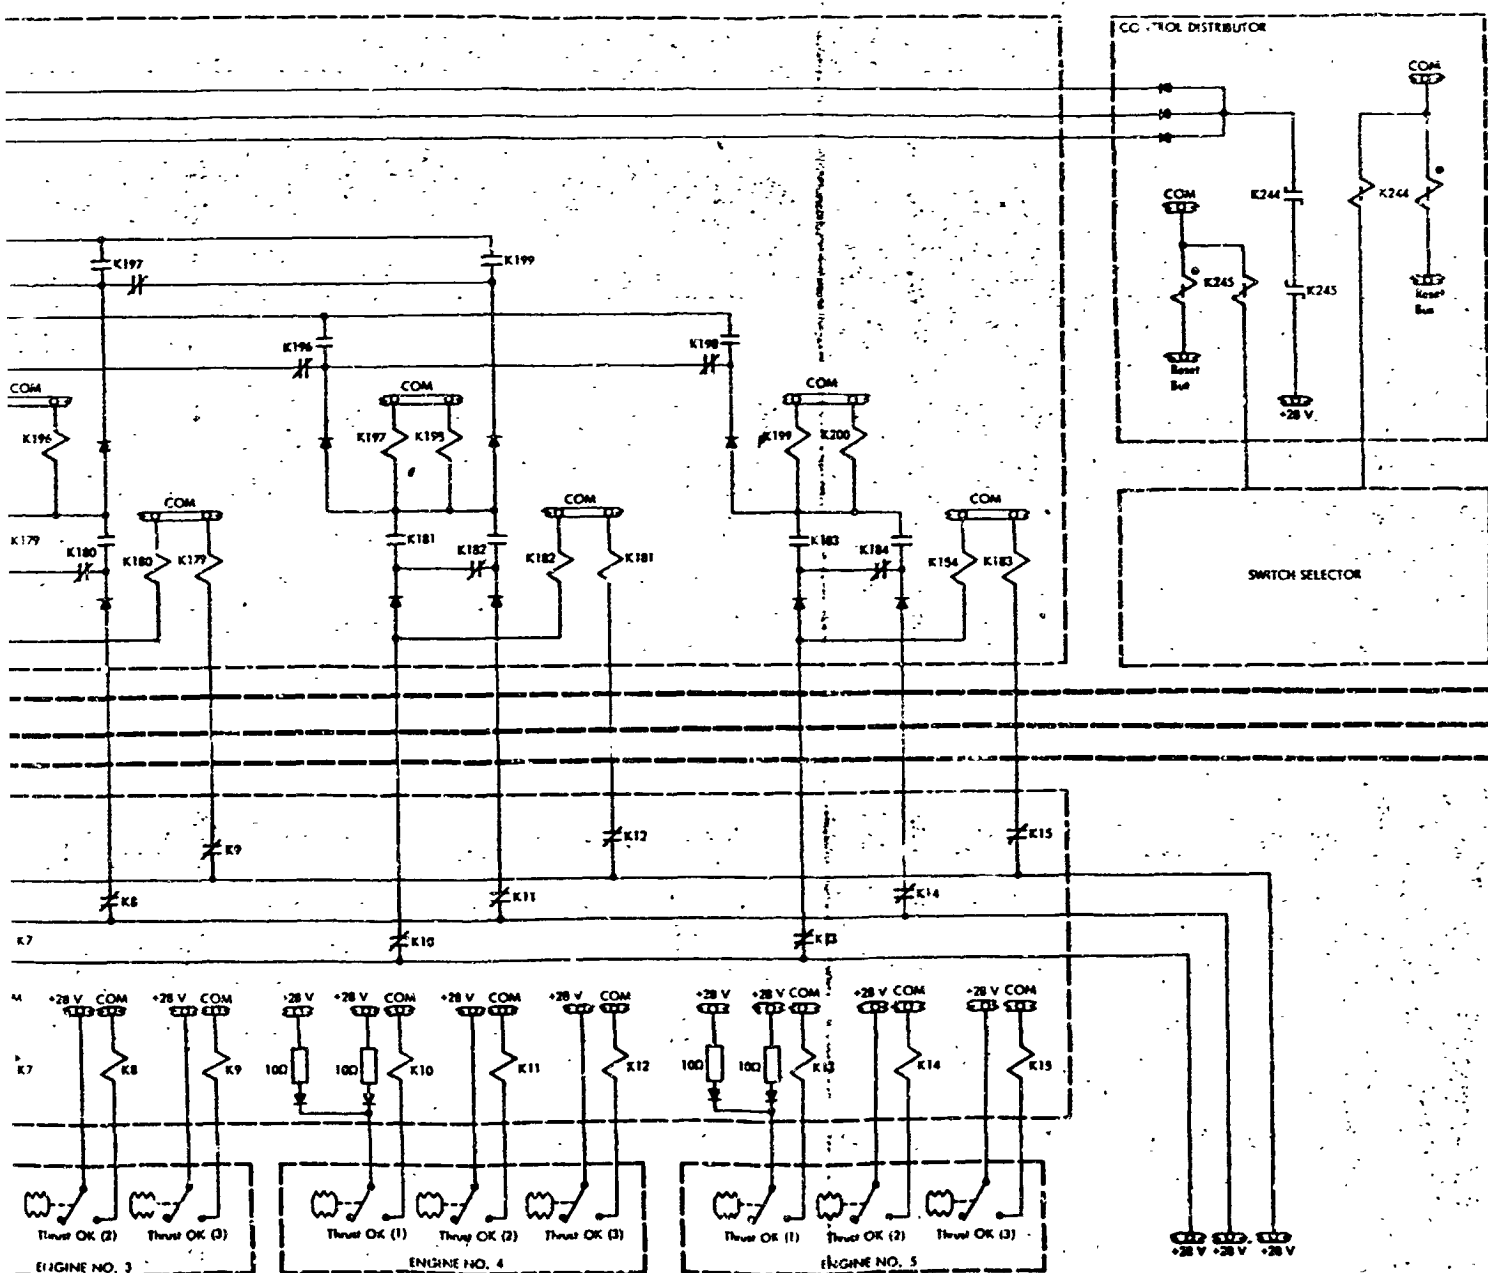 COM
CONTROL DISTRIBUTOR
COM
K244
K244
COM
K245
K245
Reset
Bus
Reset
Bus
+28 V
K197
K199
K196
K198
COM
COM
COM
K196
K197
K195
K199
K200
COM
COM
COM
K179
K180
K180
K179
K181
K182
K182
K181
K183
K184
K154
K183
SWITCH SELECTOR
K9
K12
K15
K8
K11
K14
K7
K10
K13
+28 V COM
+28 V COM
+28 V
+28 V COM
+28 V COM
+28 V COM
+28 V
+28 V COM
+28 V COM
+28 V COM
K7
K8
K9
10Ω
10Ω
K10
K11
K12
10Ω
10Ω
K13
K14
K15
Thrust OK (2)
Thrust OK (3)
Thrust OK (1)
Thrust OK (2)
Thrust OK (3)
Thrust OK (1)
Thrust OK (2)
Thrust OK (3)
ENGINE NO. 3
ENGINE NO. 4
ENGINE NO. 5
+28 V
+28 V
+28 V